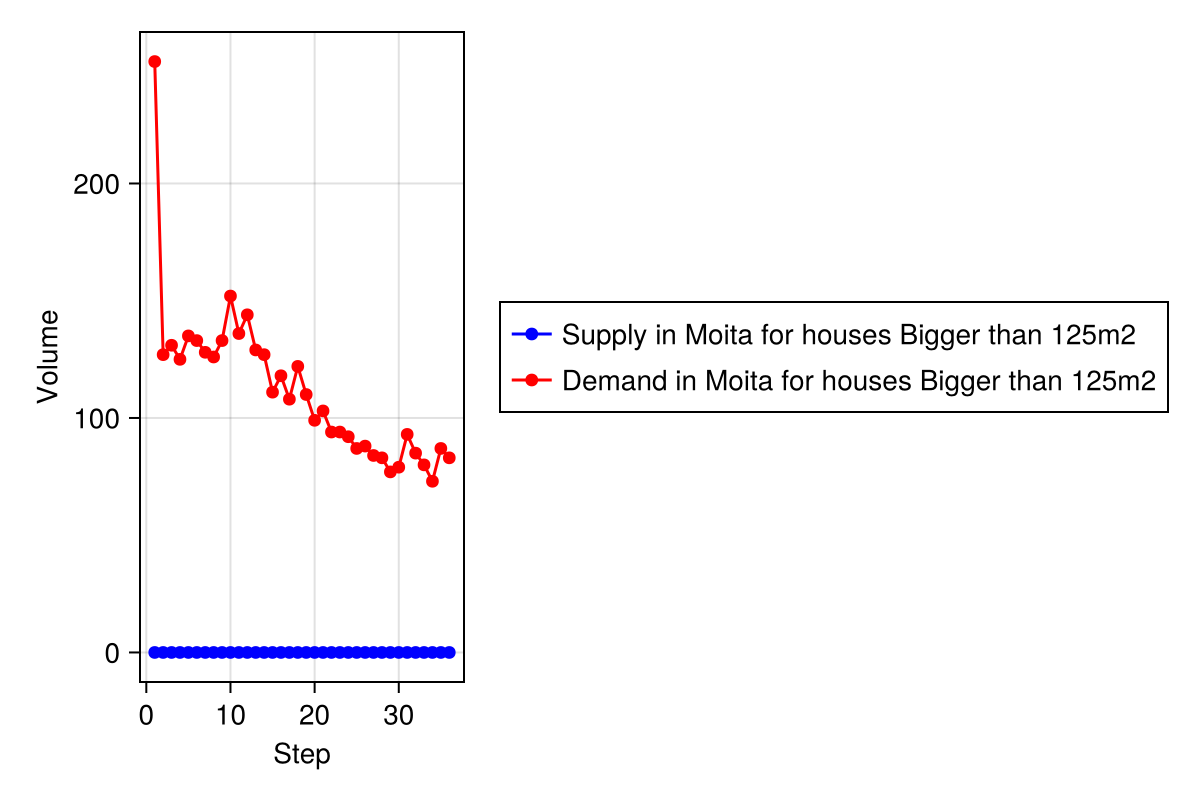 Volume
200
100
0
0 10 20 30
Step
Supply in Moita for houses Bigger than 125m2
Demand in Moita for houses Bigger than 125m2